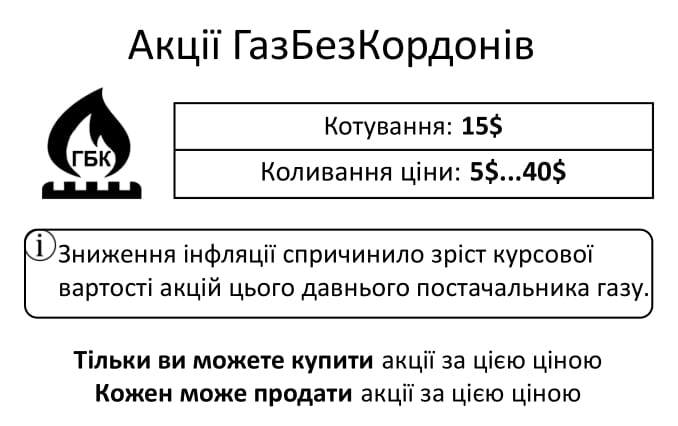 Акції ГазБезКордонів
ГБК
Котування: 15$
Коливання ціни: 5$...40$
i
Зниження інфляції спричинило зріст курсової
вартості акцій цього давнього постачальника газу.
Тільки ви можете купити акції за цією ціною
Кожен може продати акції за цією ціною